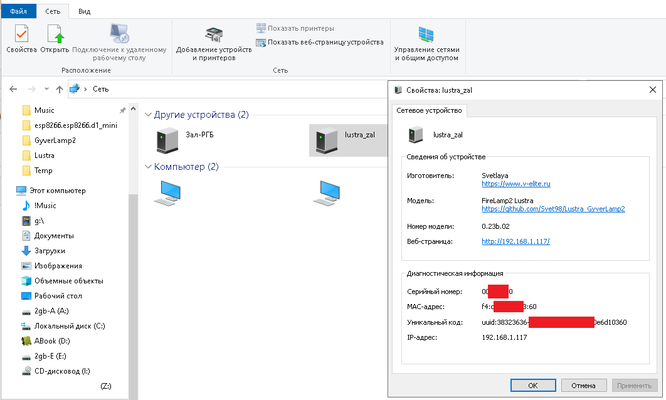 Файл
Сеть
Вид
Свойства
Открыть
Подключение к удаленному
рабочему столу
Расположение
Добавление устройств
и принтеров
Показать принтеры
Показать веб-страницу устройства
Сеть
Управление сетями
и общим доступом
Сеть
Music
esp8266.esp8266.d1_mini
GyverLamp2
Lustra
Temp
Этот компьютер
!Music
g:\
Документы
Загрузки
Изображения
Объемные объекты
Рабочий стол
2gb-A (A:)
Локальный диск (C:)
ABook (D:)
2gb-E (E:)
CD-дисковод (I:)
(Z:)
Другие устройства (2)
Зал-РГБ
lustra_zal
Компьютер (2)
Свойства: lustra_zal
Сетевое устройство
lustra_zal
Сведения об устройстве
Изготовитель: Svetlaya
https://www.v-elite.ru
Модель: FireLamp2 Lustra
https://github.com/Svet98/Lustra_GyverLamp2
Номер модели: 0.23b.02
Веб-страница: http://192.168.1.117/
Диагностическая информация
Серийный номер: 00 0
MAC-адрес: f4:c 3:60
Уникальный код: uuid:38323636- 8e6d10360
IP-адрес: 192.168.1.117
OK
Отмена
Применить